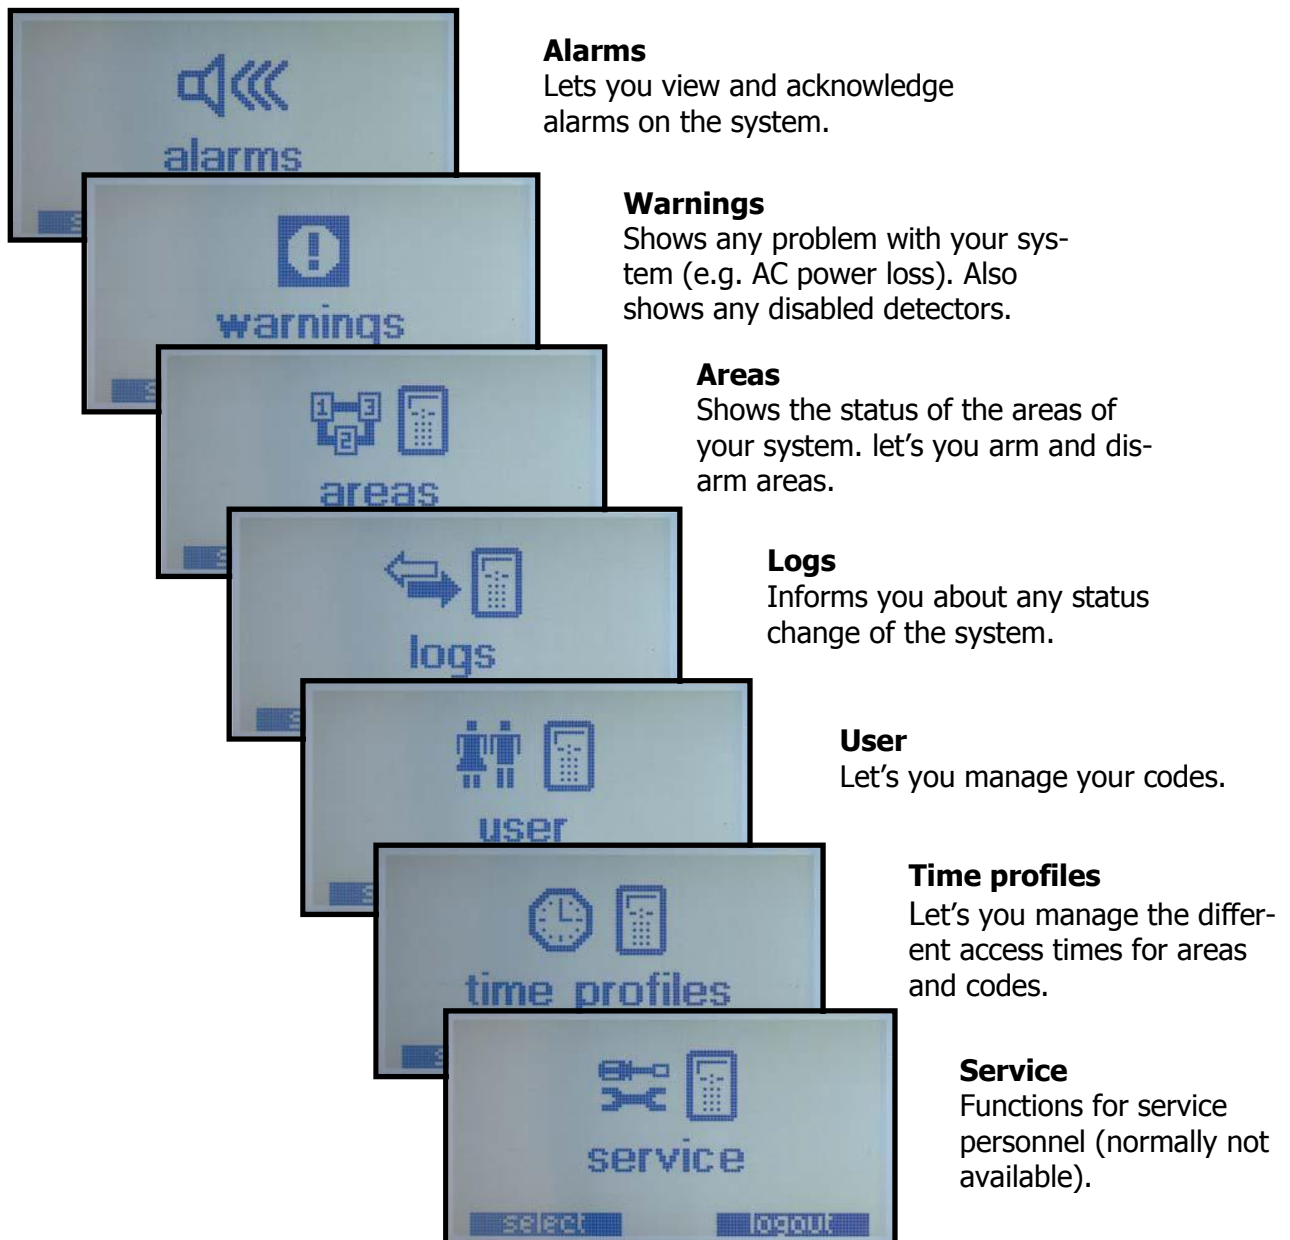 alarms
Alarms
Lets you view and acknowledge
alarms on the system.
warnings
Warnings
Shows any problem with your sys-
tem (e.g. AC power loss). Also
shows any disabled detectors.
1 3
2
areas
Areas
Shows the status of the areas of
your system. let's you arm and dis-
arm areas.
logs
Logs
Informs you about any status
change of the system.
user
User
Let's you manage your codes.
time profiles
Time profiles
Let's you manage the differ-
ent access times for areas
and codes.
service
select logout
Service
Functions for service
personnel (normally not
available).